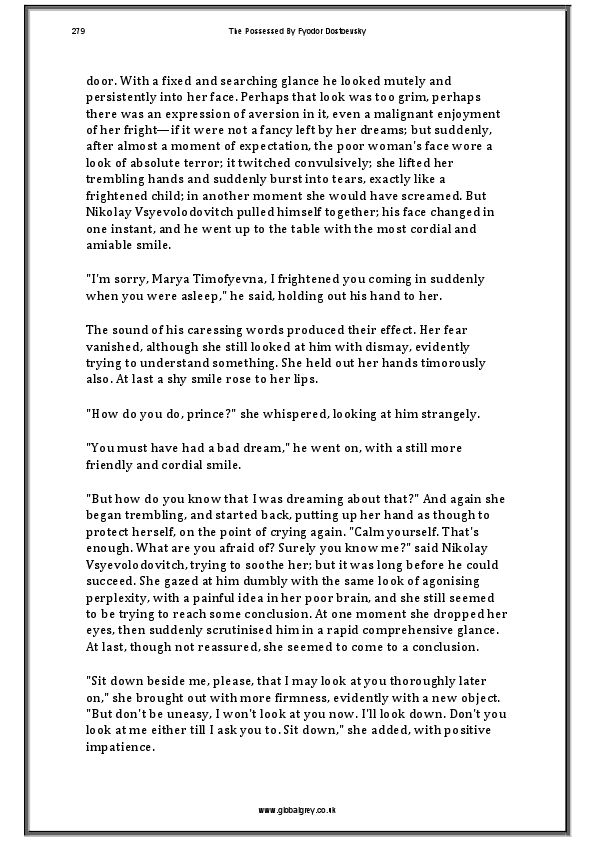 279 The Possessed By Fyodor Dostoevsky
door. With a fixed and searching glance he looked mutely and
persistently into her face. Perhaps that look was too grim, perhaps
there was an expression of aversion in it, even a malignant enjoyment
of her fright—if it were not a fancy left by her dreams; but suddenly,
after almost a moment of expectation, the poor woman's face wore a
look of absolute terror; it twitched convulsively; she lifted her
trembling hands and suddenly burst into tears, exactly like a
frightened child; in another moment she would have screamed. But
Nikolay Vsyevolodovitch pulled himself together; his face changed in
one instant, and he went up to the table with the most cordial and
amiable smile.
"I'm sorry, Marya Timofyevna, I frightened you coming in suddenly
when you were asleep," he said, holding out his hand to her.
The sound of his caressing words produced their effect. Her fear
vanished, although she still looked at him with dismay, evidently
trying to understand something. She held out her hands timorously
also. At last a shy smile rose to her lips.
"How do you do, prince?" she whispered, looking at him strangely.
"You must have had a bad dream," he went on, with a still more
friendly and cordial smile.
"But how do you know that I was dreaming about that?" And again she
began trembling, and started back, putting up her hand as though to
protect herself, on the point of crying again. "Calm yourself. That's
enough. What are you afraid of? Surely you know me?" said Nikolay
Vsyevolodovitch, trying to soothe her; but it was long before he could
succeed. She gazed at him dumbly with the same look of agonising
perplexity, with a painful idea in her poor brain, and she still seemed
to be trying to reach some conclusion. At one moment she dropped her
eyes, then suddenly scrutinised him in a rapid comprehensive glance.
At last, though not reassured, she seemed to come to a conclusion.
"Sit down beside me, please, that I may look at you thoroughly later
on," she brought out with more firmness, evidently with a new object.
"But don't be uneasy, I won't look at you now. I'll look down. Don't you
look at me either till I ask you to. Sit down," she added, with positive
impatience.
www.globalgrey.co.uk